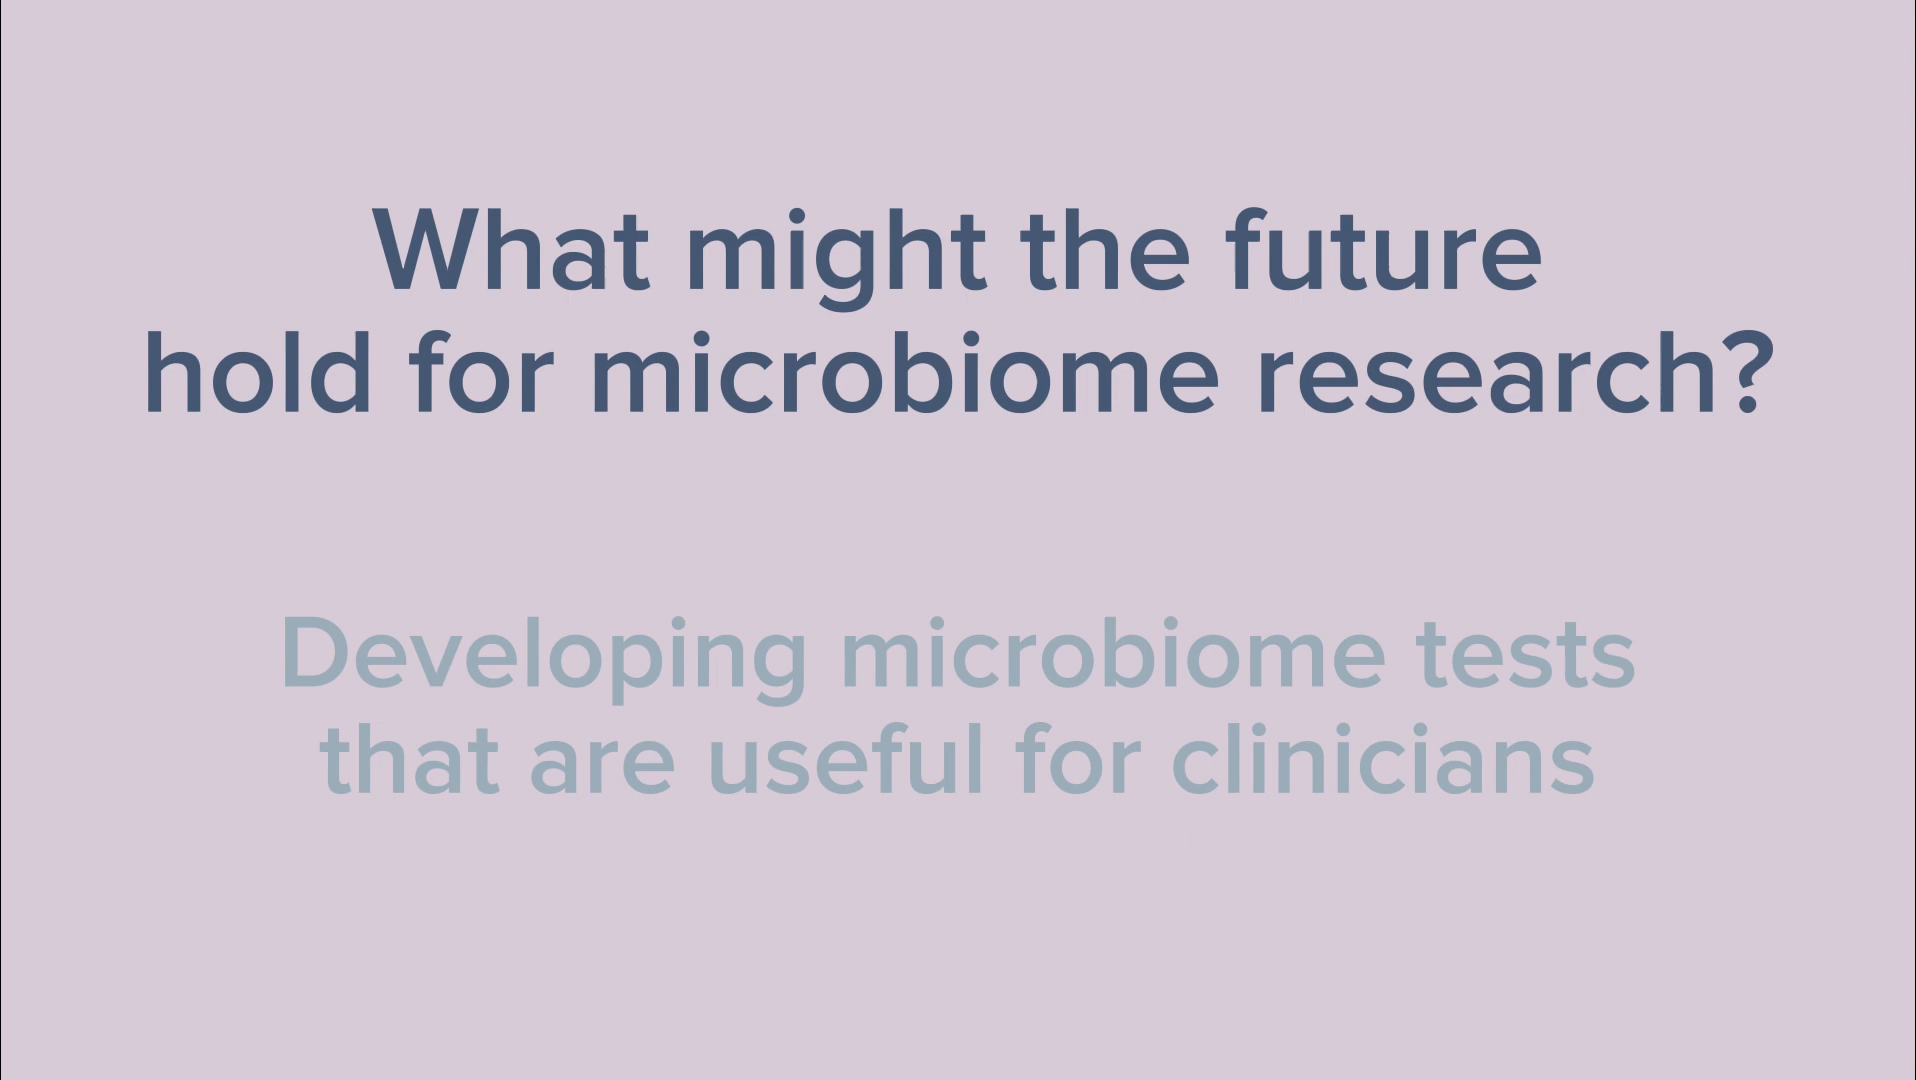 What might the future
hold for microbiome research?
Developing microbiome tests
that are useful for clinicians